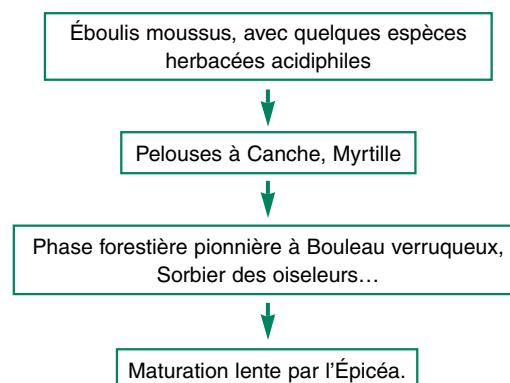 Éboulis moussus, avec quelques espèces
herbacées acidiphiles
Pelouses à Canche, Myrtille
Phase forestière pionnière à Bouleau verruqueux,
Sorbier des oiseleurs…
Maturation lente par l’Épicéa.